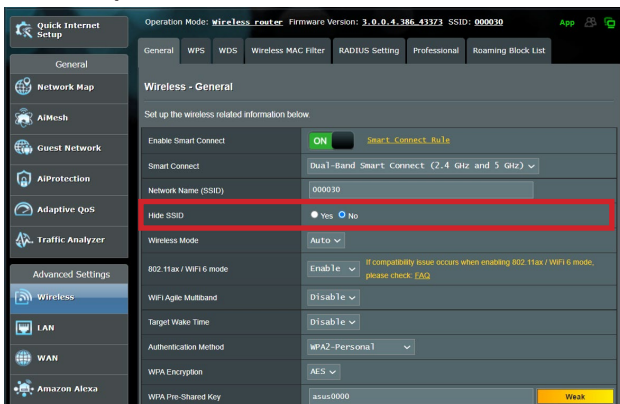 Quick Internet Setup
Operation Mode: Wireless router Firmware Version: 3.0.0.4.386_43373 SSID: 000030 App
General WPS WDS Wireless MAC Filter RADIUS Setting Professional Roaming Block List
General
Network Map
AiMesh
Guest Network
AiProtection
Adaptive QoS
Traffic Analyzer
Advanced Settings
Wireless
LAN
WAN
Amazon Alexa
Wireless - General
Set up the wireless related information below.
Enable Smart Connect ON Smart Connect Rule
Smart Connect Dual-Band Smart Connect (2.4 GHz and 5 GHz)
Network Name (SSID) 000030
Hide SSID Yes No
Wireless Mode Auto
802.11ax / WiFi 6 mode Enable If compatibility issue occurs when enabling 802.11ax / WiFi 6 mode,
please check: FAQ
WiFi Agile Multiband Disable
Target Wake Time Disable
Authentication Method WPA2-Personal
WPA Encryption AES
WPA Pre-Shared Key asus0000 Weak